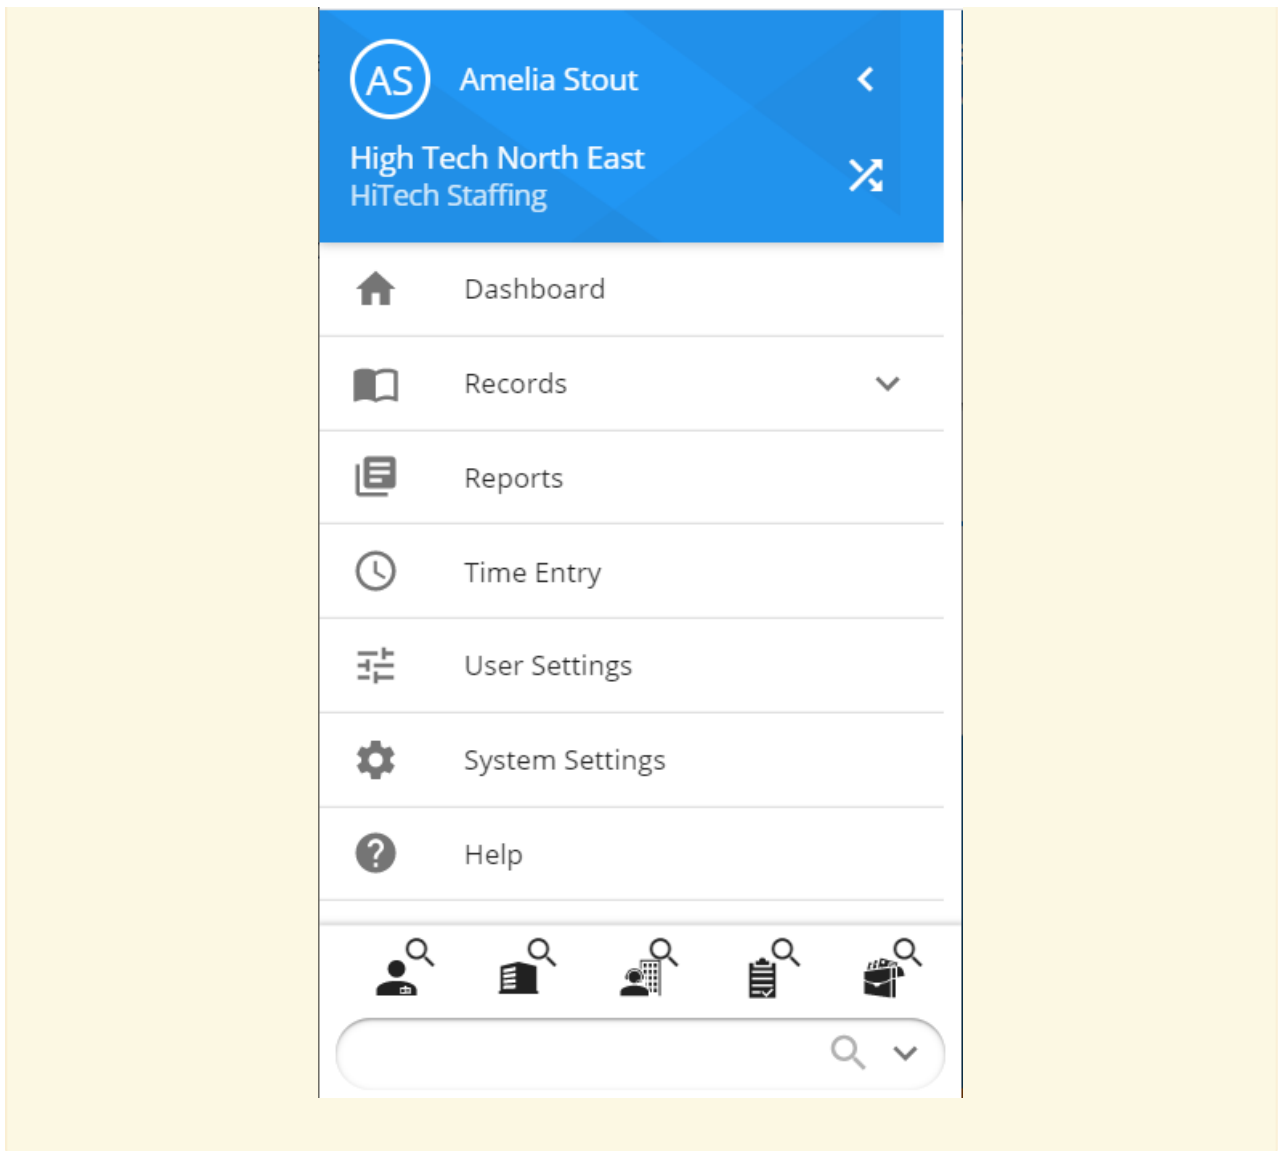 AS
Amelia Stout
High Tech North East
HiTech Staffing
Dashboard
Records
Reports
Time Entry
User Settings
System Settings
Help